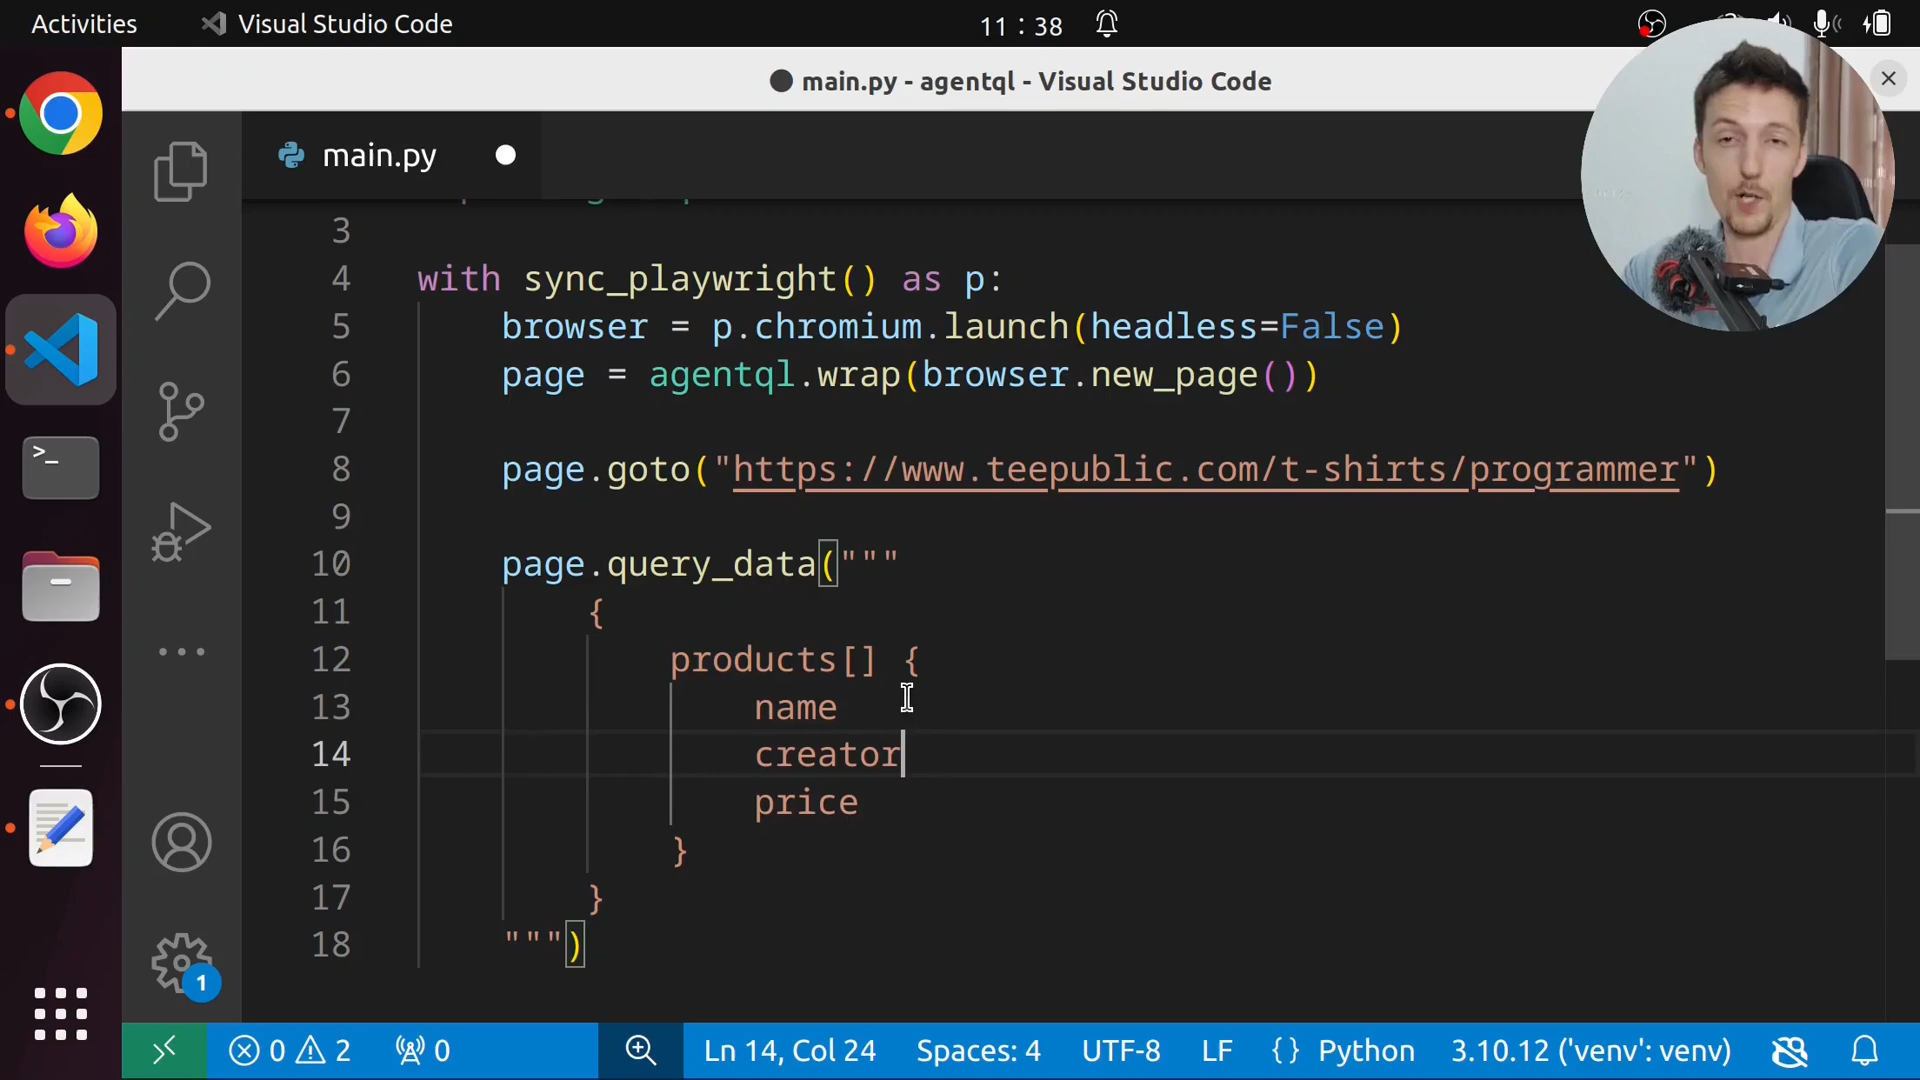 Activities
Visual Studio Code
11 : 38
main.py - agentql - Visual Studio Code
main.py
3
4 with sync_playwright() as p:
5 browser = p.chromium.launch(headless=False)
6 page = agentql.wrap(browser.new_page())
7
8 page.goto("https://www.teepublic.com/t-shirts/programmer")
9
10 page.query_data("""
11 {
12 products[] {
13 name
14 creator
15 price
16 }
17 }
18 """)
1
0 2 0 Ln 14, Col 24 Spaces: 4 UTF-8 LF {} Python 3.10.12 ('venv': venv)